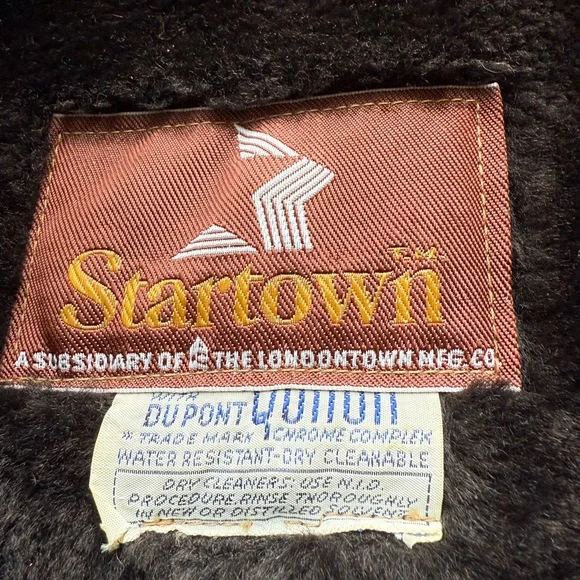 Startown T.M.
A SUBSIDIARY OF THE LONDONTOWN MFG. CO
WITH
DU PONT Quilon
* TRADE MARK CHROME COMPLEX
WATER RESISTANT-DRY CLEANABLE
DRY CLEANERS: USE N.I.D.
PROCEDURE. RINSE THOROUGHLY
IN NEW OR DISTILLED SOLVENT